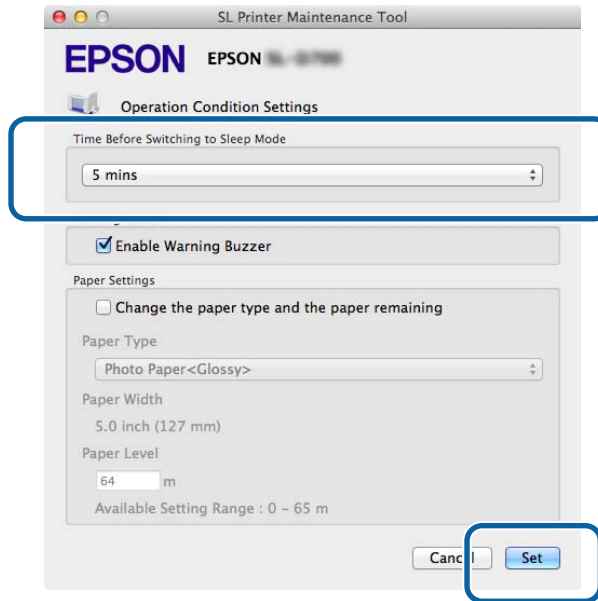 SL Printer Maintenance Tool
EPSON EPSON
Operation Condition Settings
Time Before Switching to Sleep Mode
5 mins
Enable Warning Buzzer
Paper Settings
Change the paper type and the paper remaining
Paper Type
Photo Paper<Glossy>
Paper Width
5.0 inch (127 mm)
Paper Level
64 m
Available Setting Range : 0 – 65 m
Cancel Set